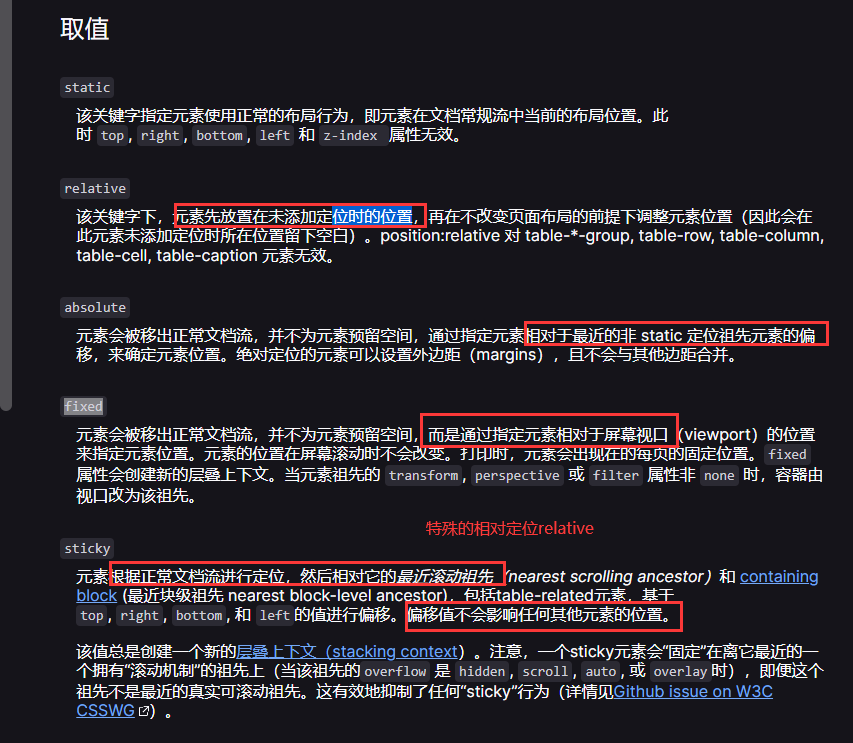 取值
static
该关键字指定元素使用正常的布局行为，即元素在文档常规流中当前的布局位置。此
时 top, right, bottom, left 和 z-index 属性无效。
relative
该关键字下，元素先放置在未添加定位时的位置，再在不改变页面布局的前提下调整元素位置（因此会在
此元素未添加定位时所在位置留下空白）。position:relative 对 table-*-group, table-row, table-column,
table-cell, table-caption 元素无效。
absolute
元素会被移出正常文档流，并不为元素预留空间，通过指定元素相对于最近的非 static 定位祖先元素的偏
移，来确定元素位置。绝对定位的元素可以设置外边距（margins），且不会与其他边距合并。
fixed
元素会被移出正常文档流，并不为元素预留空间，而是通过指定元素相对于屏幕视口（viewport）的位置
来指定元素位置。元素的位置在屏幕滚动时不会改变。打印时，元素会出现在的每页的固定位置。fixed
属性会创建新的层叠上下文。当元素祖先的 transform, perspective 或 filter 属性非 none 时，容器由
视口改为该祖先。
特殊的相对定位relative
sticky
元素根据正常文档流进行定位，然后相对它的最近滚动祖先（nearest scrolling ancestor）和 containing
block (最近块级祖先 nearest block-level ancestor)，包括table-related元素，基于
top, right, bottom, 和 left的值进行偏移。偏移值不会影响任何其他元素的位置。
该值总是创建一个新的层叠上下文（stacking context）。注意，一个sticky元素会“固定”在离它最近的一
个拥有“滚动机制”的祖先上（当该祖先的overflow 是 hidden, scroll, auto, 或 overlay时），即便这个
祖先不是最近的真实可滚动祖先。这有效地抑制了任何“sticky”行为（详情见Github issue on W3C
CSSWG）。